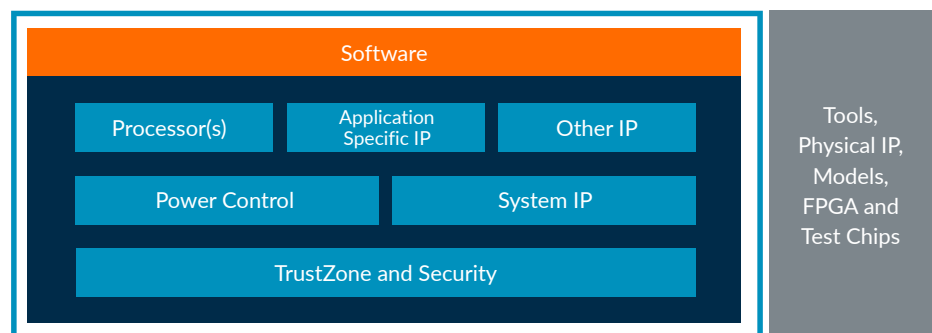 Software
Processor(s)
Application
Specific IP
Other IP
Power Control
System IP
TrustZone and Security
Tools,
Physical IP,
Models,
FPGA and
Test Chips